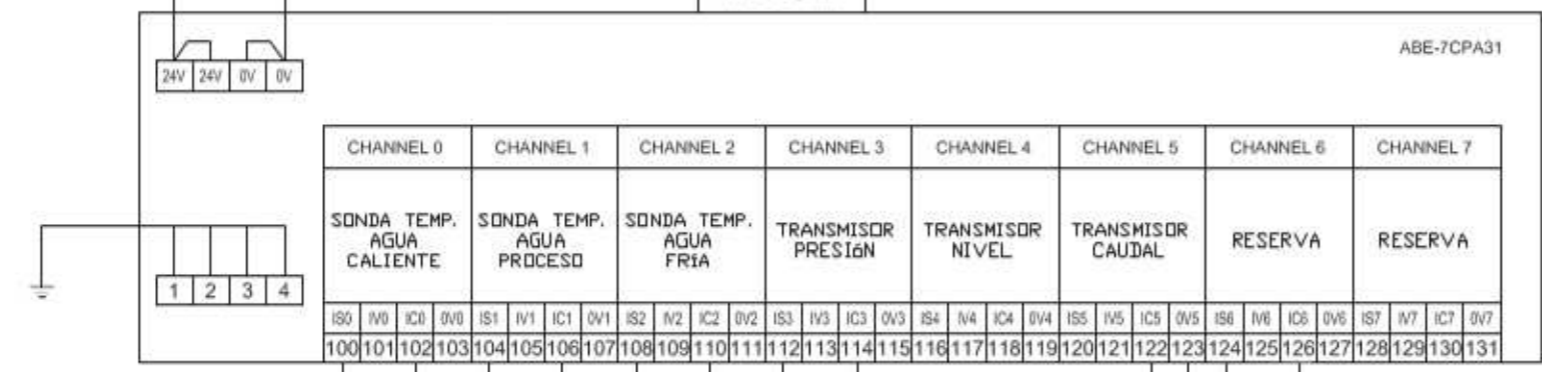 ABE-7CPA31
24V 24V 0V 0V
CHANNEL 0 CHANNEL 1 CHANNEL 2 CHANNEL 3 CHANNEL 4 CHANNEL 5 CHANNEL 6 CHANNEL 7
SONDA TEMP. AGUA CALIENTE
SONDA TEMP. AGUA PROCESO
SONDA TEMP. AGUA FRíA
TRANSMISOR PRESIóN
TRANSMISOR NIVEL
TRANSMISOR CAUDAL
RESERVA
RESERVA
1 2 3 4
IS0 IV0 IC0 0V0 IS1 IV1 IC1 0V1 IS2 IV2 IC2 0V2 IS3 IV3 IC3 0V3 IS4 IV4 IC4 0V4 IS5 IV5 IC5 0V5 IS6 IV6 IC6 0V6 IS7 IV7 IC7 0V7
100 101 102 103 104 105 106 107 108 109 110 111 112 113 114 115 116 117 118 119 120 121 122 123 124 125 126 127 128 129 130 131